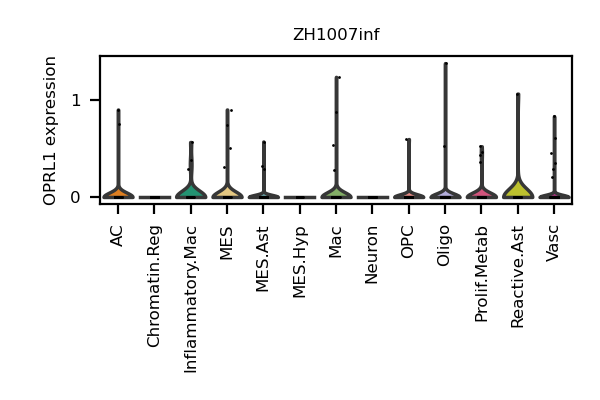 ZH1007inf
OPRL1 expression
1
0
AC
Chromatin.Reg
Inflammatory.Mac
MES
MES.Ast
MES.Hyp
Mac
Neuron
OPC
Oligo
Prolif.Metab
Reactive.Ast
Vasc